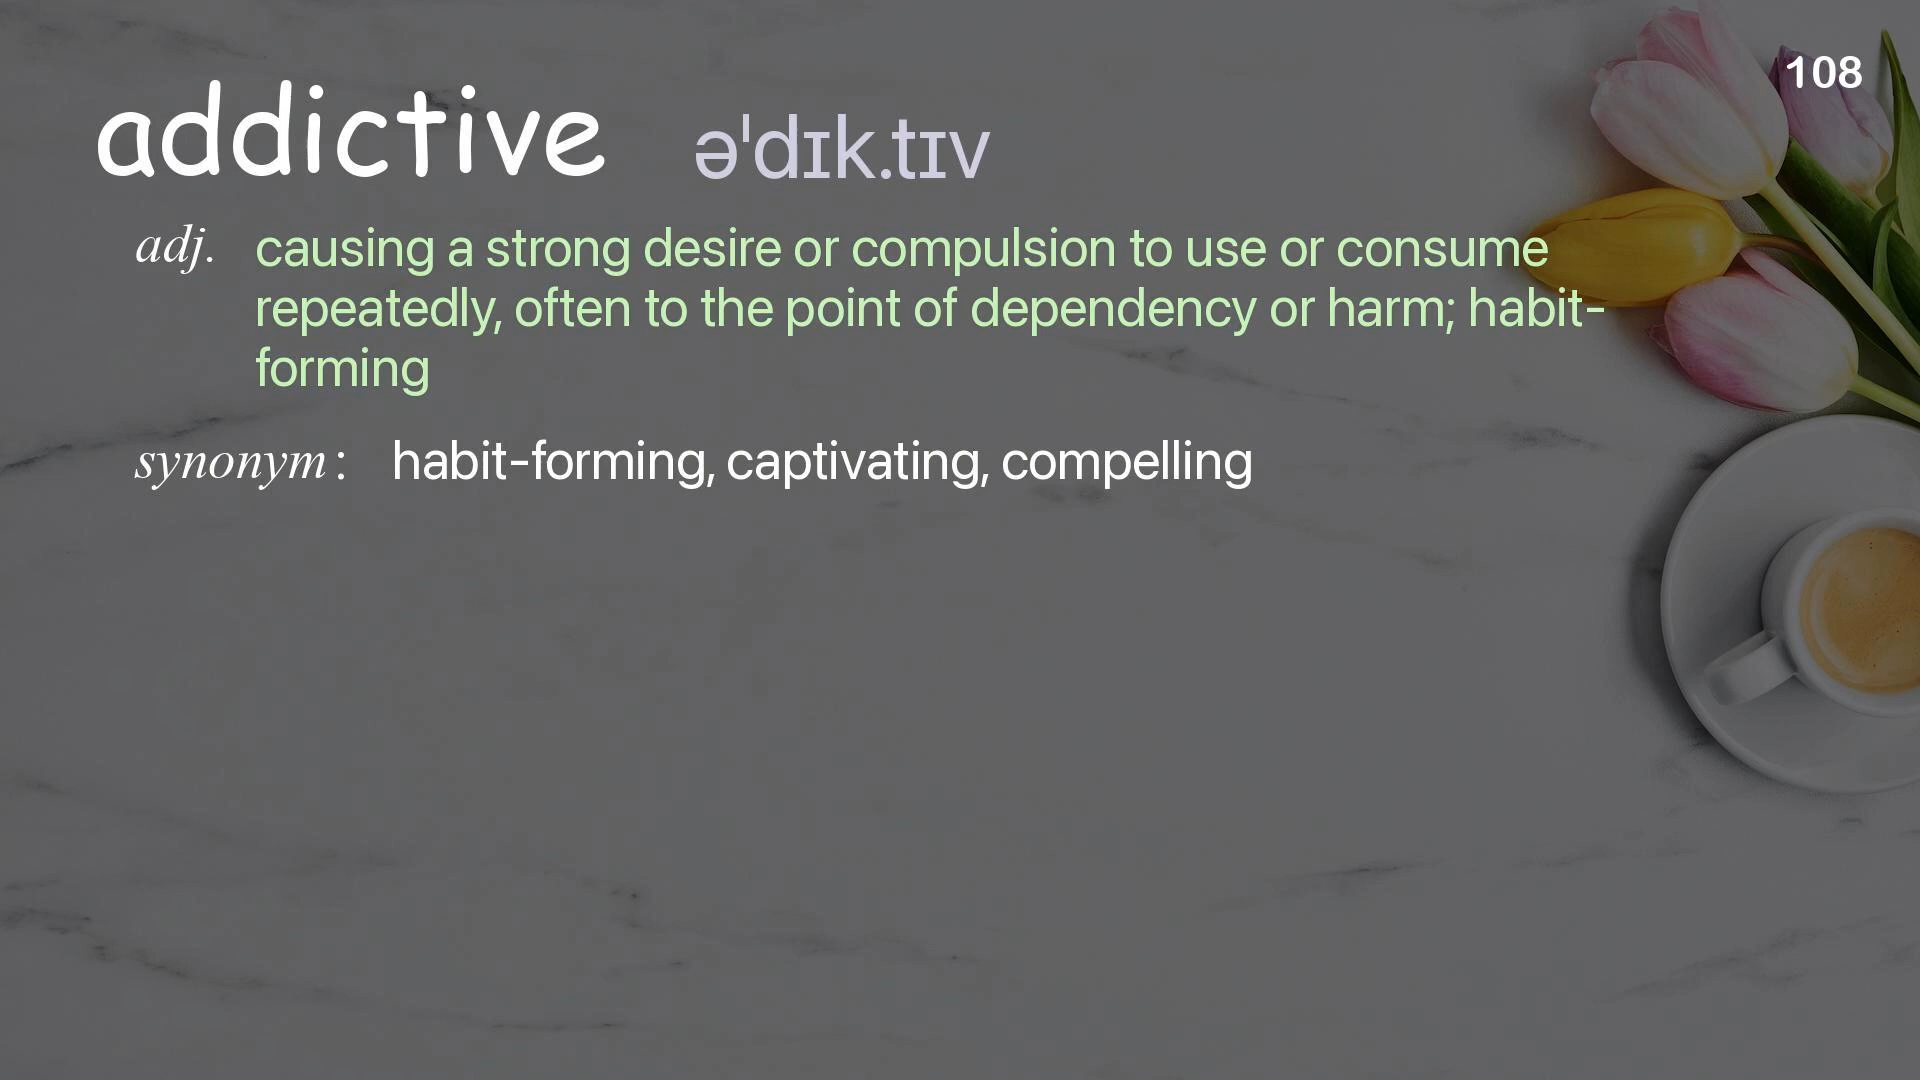 108
addictive əˈdɪk.tɪv
adj. causing a strong desire or compulsion to use or consume
repeatedly, often to the point of dependency or harm; habit-
forming
synonym: habit-forming, captivating, compelling